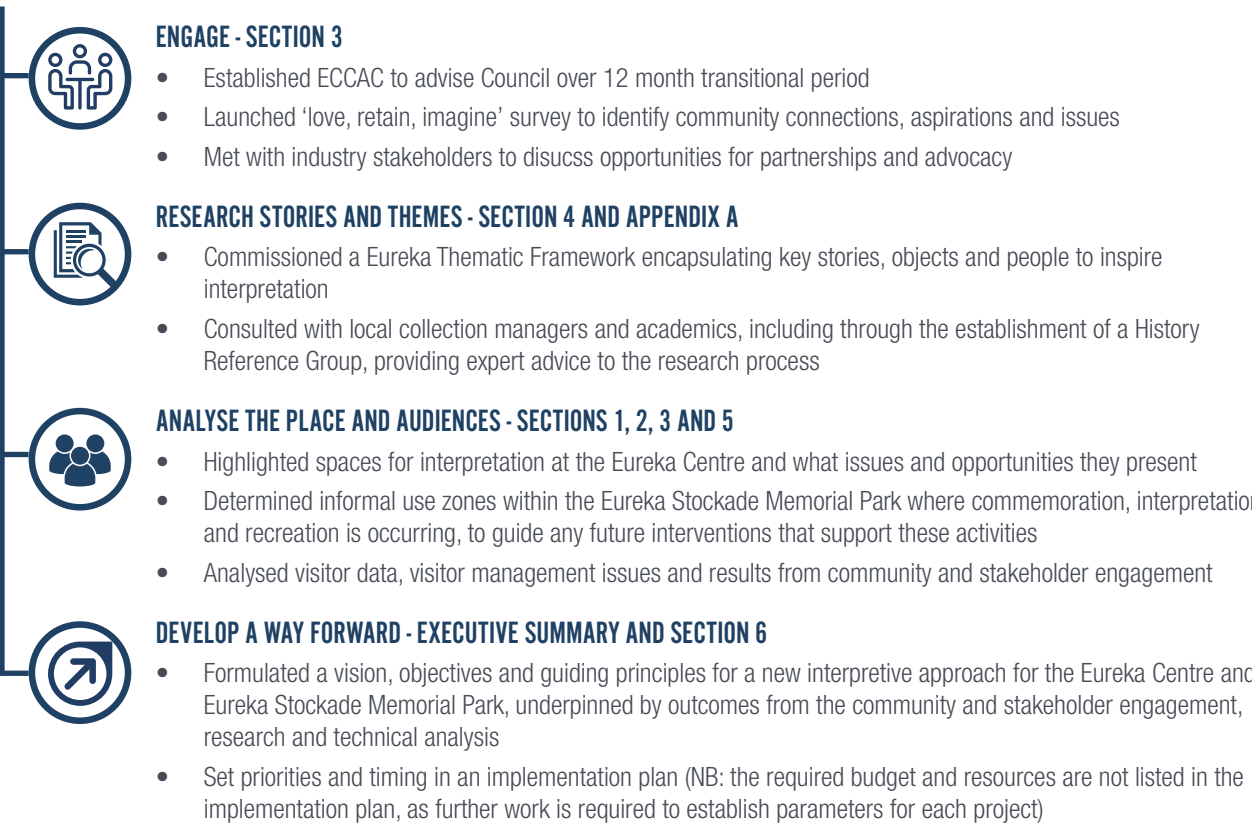 ENGAGE - SECTION 3
• Established ECCAC to advise Council over 12 month transitional period
• Launched ‘love, retain, imagine’ survey to identify community connections, aspirations and issues
• Met with industry stakeholders to disucss opportunities for partnerships and advocacy
RESEARCH STORIES AND THEMES - SECTION 4 AND APPENDIX A
• Commissioned a Eureka Thematic Framework encapsulating key stories, objects and people to inspire
interpretation
• Consulted with local collection managers and academics, including through the establishment of a History
Reference Group, providing expert advice to the research process
ANALYSE THE PLACE AND AUDIENCES - SECTIONS 1, 2, 3 AND 5
• Highlighted spaces for interpretation at the Eureka Centre and what issues and opportunities they present
• Determined informal use zones within the Eureka Stockade Memorial Park where commemoration, interpretation
and recreation is occurring, to guide any future interventions that support these activities
• Analysed visitor data, visitor management issues and results from community and stakeholder engagement
DEVELOP A WAY FORWARD - EXECUTIVE SUMMARY AND SECTION 6
• Formulated a vision, objectives and guiding principles for a new interpretive approach for the Eureka Centre and
Eureka Stockade Memorial Park, underpinned by outcomes from the community and stakeholder engagement,
research and technical analysis
• Set priorities and timing in an implementation plan (NB: the required budget and resources are not listed in the
implementation plan, as further work is required to establish parameters for each project)